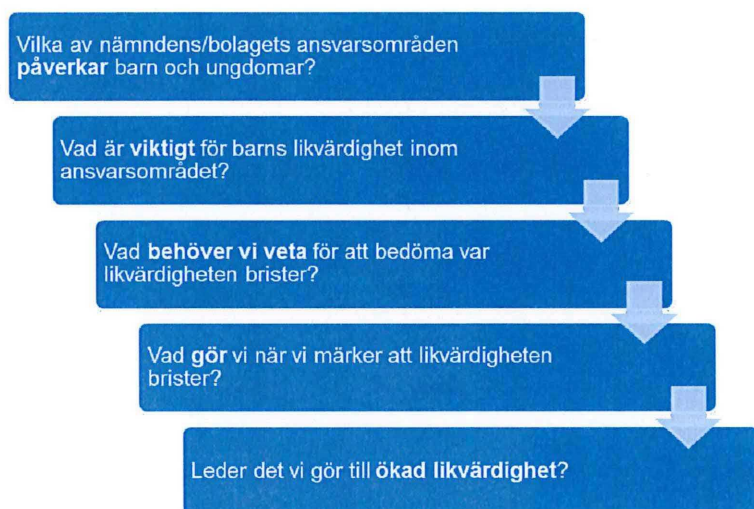 Vilka av nämndens/bolagets ansvarsområden
påverkar barn och ungdomar?
Vad är viktigt för barns likvärdighet inom
ansvarsområdet?
Vad behöver vi veta för att bedöma var
likvärdigheten brister?
Vad gör vi när vi märker att likvärdigheten
brister?
Leder det vi gör till ökad likvärdighet?